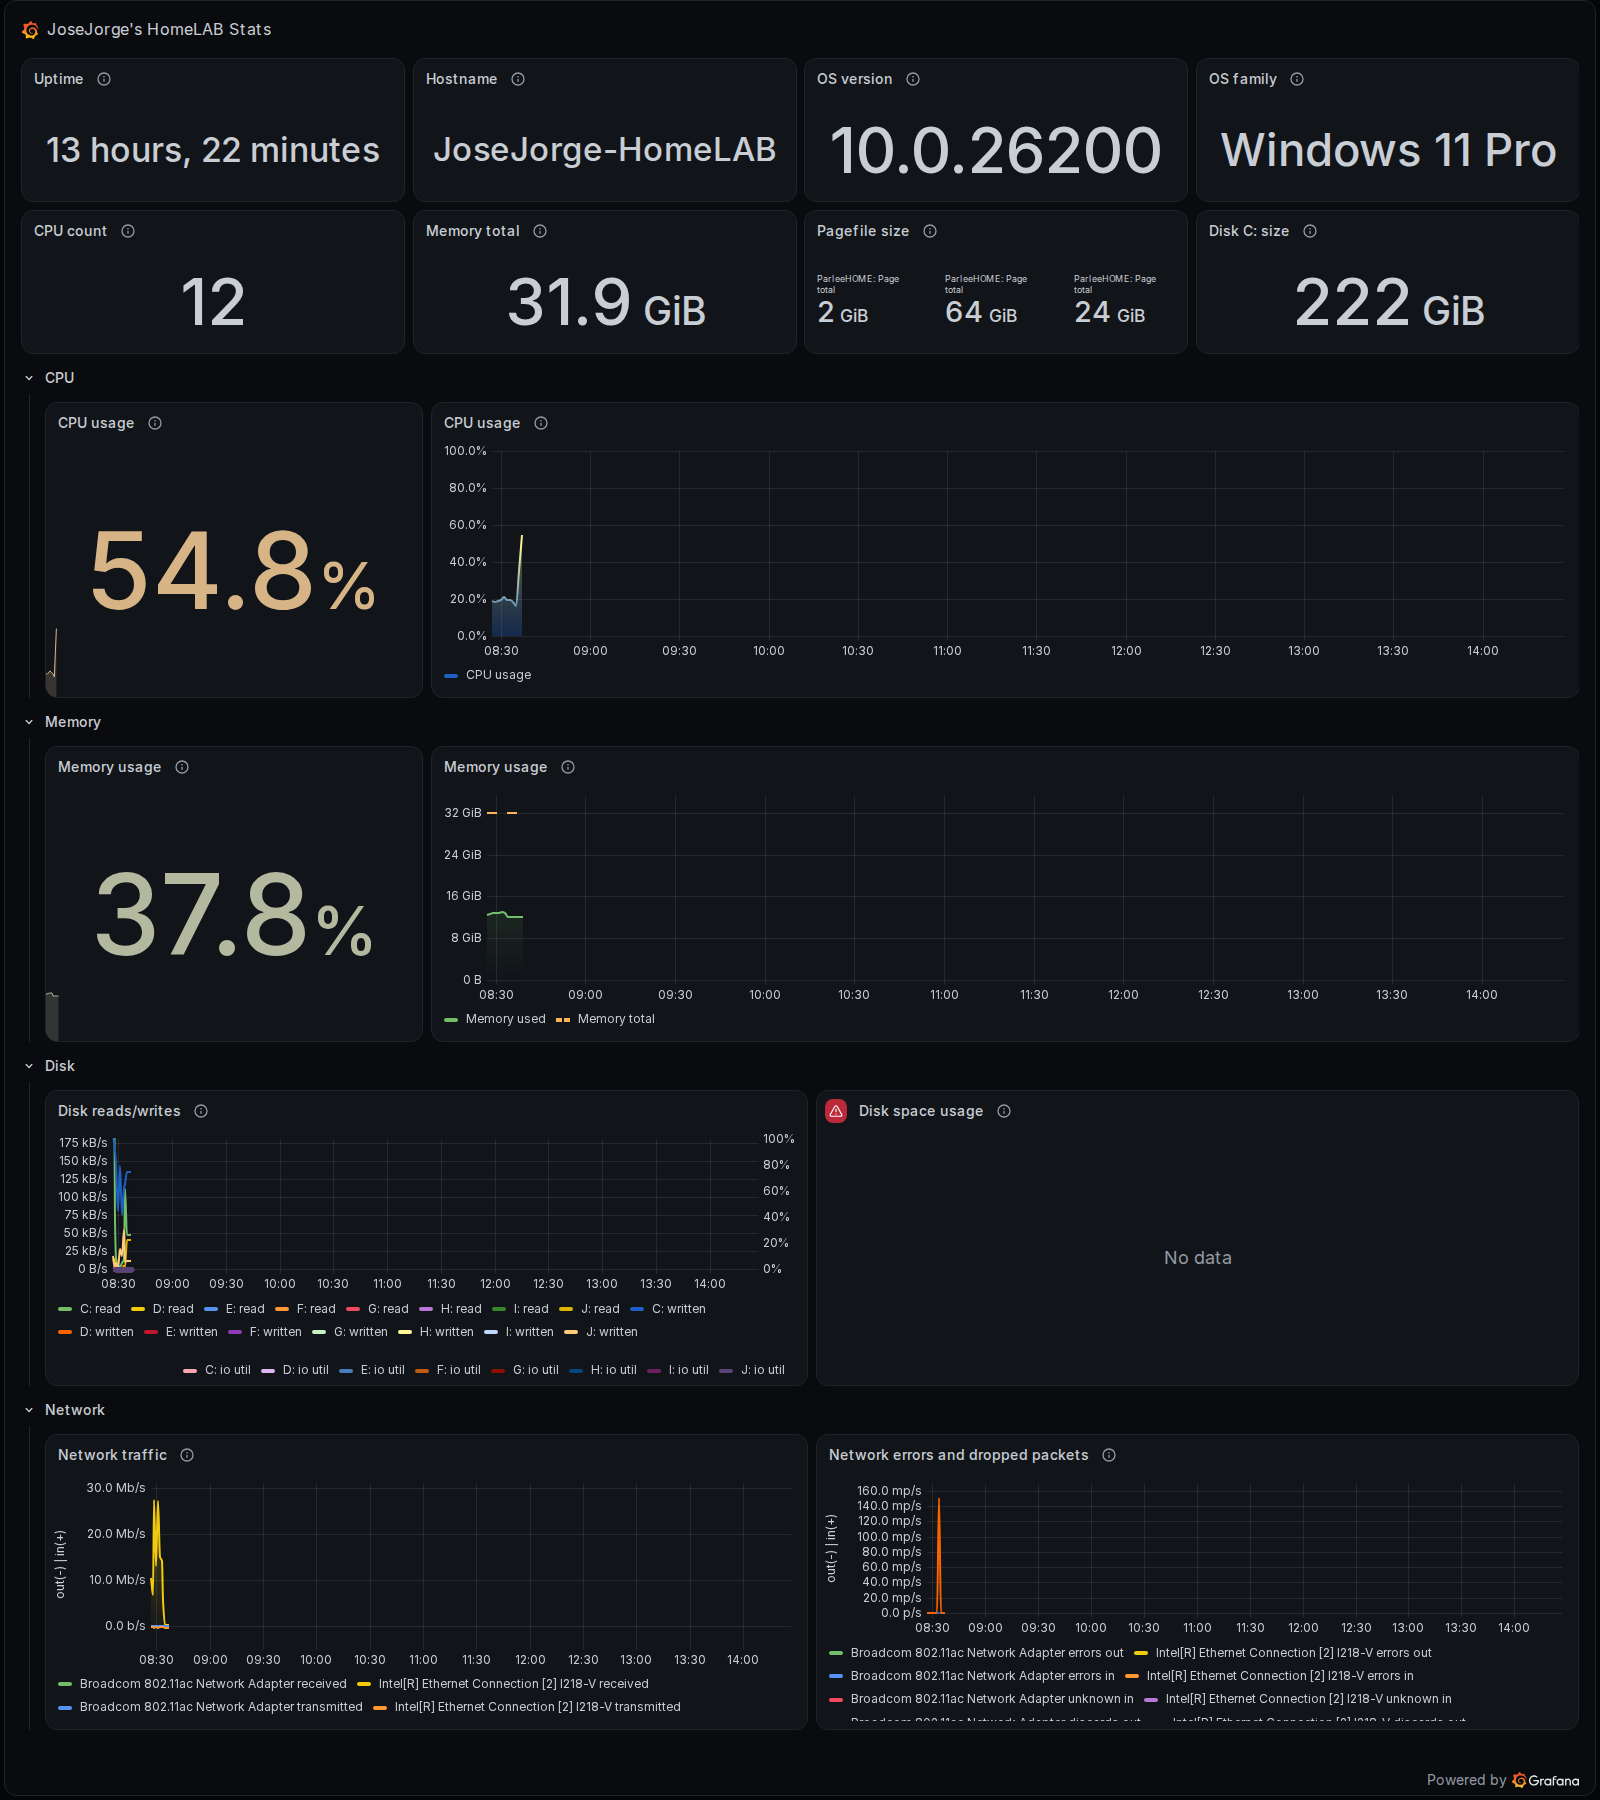 JoseJorge's HomeLAB Stats
Uptime
13 hours, 22 minutes
Hostname
JoseJorge-HomeLAB
OS version
10.0.26200
OS family
Windows 11 Pro
CPU count
12
Memory total
31.9 GiB
Pagefile size
ParleeHOME: Page total
2 GiB
ParleeHOME: Page total
64 GiB
ParleeHOME: Page total
24 GiB
Disk C: size
222 GiB
CPU
CPU usage
54.8%
CPU usage
100.0%
80.0%
60.0%
40.0%
20.0%
0.0%
08:30 09:00 09:30 10:00 10:30 11:00 11:30 12:00 12:30 13:00 13:30 14:00
CPU usage
Memory
Memory usage
37.8%
Memory usage
32 GiB
24 GiB
16 GiB
8 GiB
0 B
08:30 09:00 09:30 10:00 10:30 11:00 11:30 12:00 12:30 13:00 13:30 14:00
Memory used Memory total
Disk
Disk reads/writes
175 kB/s
150 kB/s
125 kB/s
100 kB/s
75 kB/s
50 kB/s
25 kB/s
0 B/s
100%
80%
60%
40%
20%
0%
08:30 09:00 09:30 10:00 10:30 11:00 11:30 12:00 12:30 13:00 13:30 14:00
C: read D: read E: read F: read G: read H: read I: read J: read C: written
D: written E: written F: written G: written H: written I: written J: written
C: io util D: io util E: io util F: io util G: io util H: io util I: io util J: io util
Disk space usage
No data
Network
Network traffic
out(-) | in(+)
30.0 Mb/s
20.0 Mb/s
10.0 Mb/s
0.0 b/s
08:30 09:00 09:30 10:00 10:30 11:00 11:30 12:00 12:30 13:00 13:30 14:00
Broadcom 802.11ac Network Adapter received Intel[R] Ethernet Connection [2] I218-V received
Broadcom 802.11ac Network Adapter transmitted Intel[R] Ethernet Connection [2] I218-V transmitted
Network errors and dropped packets
out(-) | in(+)
160.0 mp/s
140.0 mp/s
120.0 mp/s
100.0 mp/s
80.0 mp/s
60.0 mp/s
40.0 mp/s
20.0 mp/s
0.0 p/s
08:30 09:00 09:30 10:00 10:30 11:00 11:30 12:00 12:30 13:00 13:30 14:00
Broadcom 802.11ac Network Adapter errors out Intel[R] Ethernet Connection [2] I218-V errors out
Broadcom 802.11ac Network Adapter errors in Intel[R] Ethernet Connection [2] I218-V errors in
Broadcom 802.11ac Network Adapter unknown in Intel[R] Ethernet Connection [2] I218-V unknown in
Broadcom 802.11ac Network Adapter discards out Intel[R] Ethernet Connection [2] I218-V discards out
Powered by Grafana